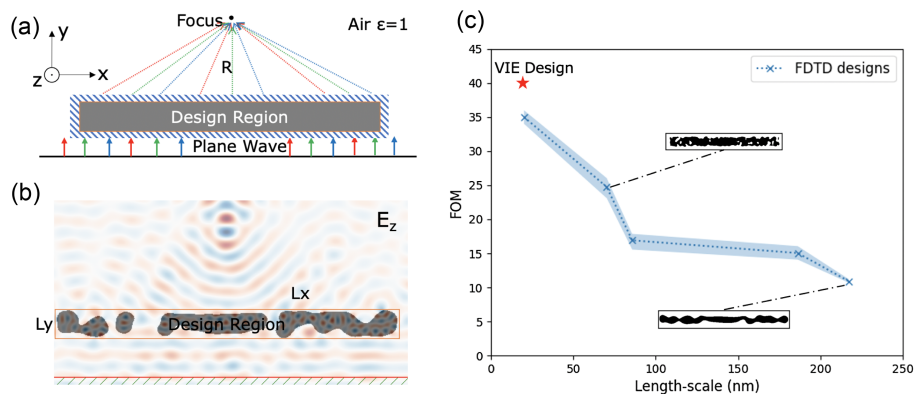 (a)
Focus
Air ε=1
y
x
z
R
Design Region
Plane Wave
(b)
E_z
Lx
Ly
Design Region
(c)
45
40
35
30
25
20
15
10
5
0
FOM
VIE Design
FDTD designs
0
50
100
150
200
250
Length-scale (nm)